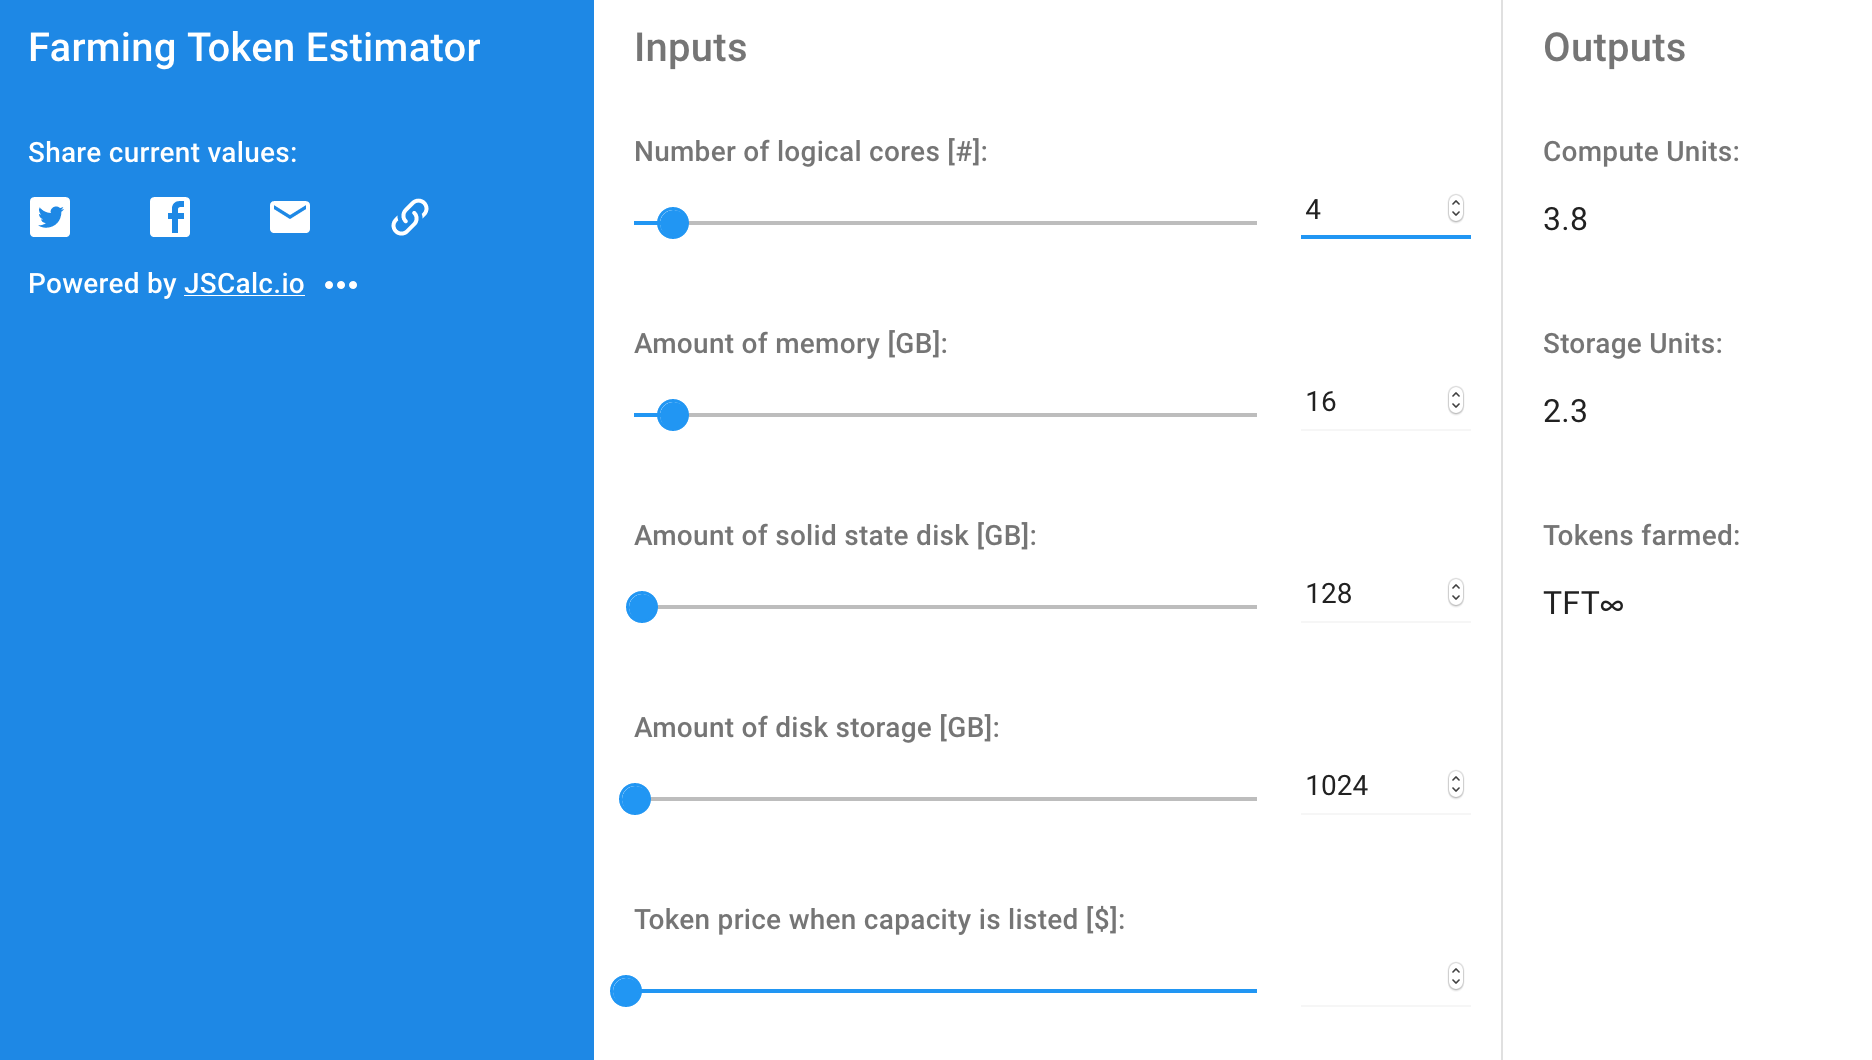 Farming Token Estimator
Share current values:
Powered by JSCalc.io •••
Inputs
Number of logical cores [#]:
4
Amount of memory [GB]:
16
Amount of solid state disk [GB]:
128
Amount of disk storage [GB]:
1024
Token price when capacity is listed [$]:
Outputs
Compute Units:
3.8
Storage Units:
2.3
Tokens farmed:
TFT∞